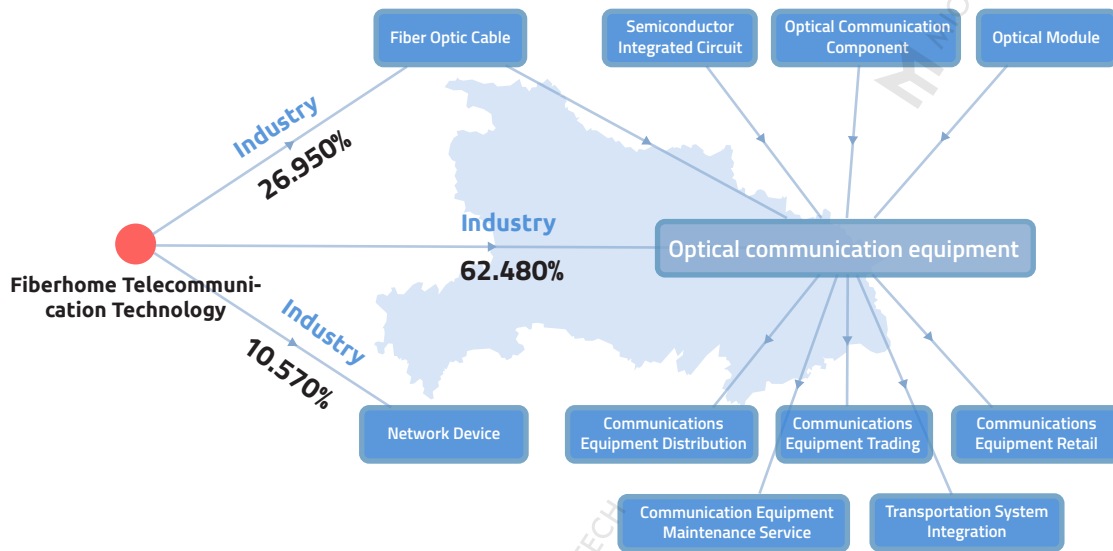 Fiber Optic Cable
Semiconductor
Integrated Circuit
Optical Communication
Component
Optical Module
Industry
26.950%
Industry
62.480%
Optical communication equipment
Fiberhome Telecommuni-
cation Technology
Industry
10.570%
Network Device
Communications
Equipment Distribution
Communications
Equipment Trading
Communications
Equipment Retail
Communication Equipment
Maintenance Service
Transportation System
Integration
TECH